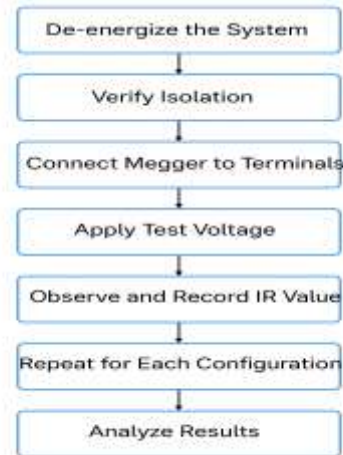 De-energize the System
Verify Isolation
Connect Megger to Terminals
Apply Test Voltage
Observe and Record IR Value
Repeat for Each Configuration
Analyze Results